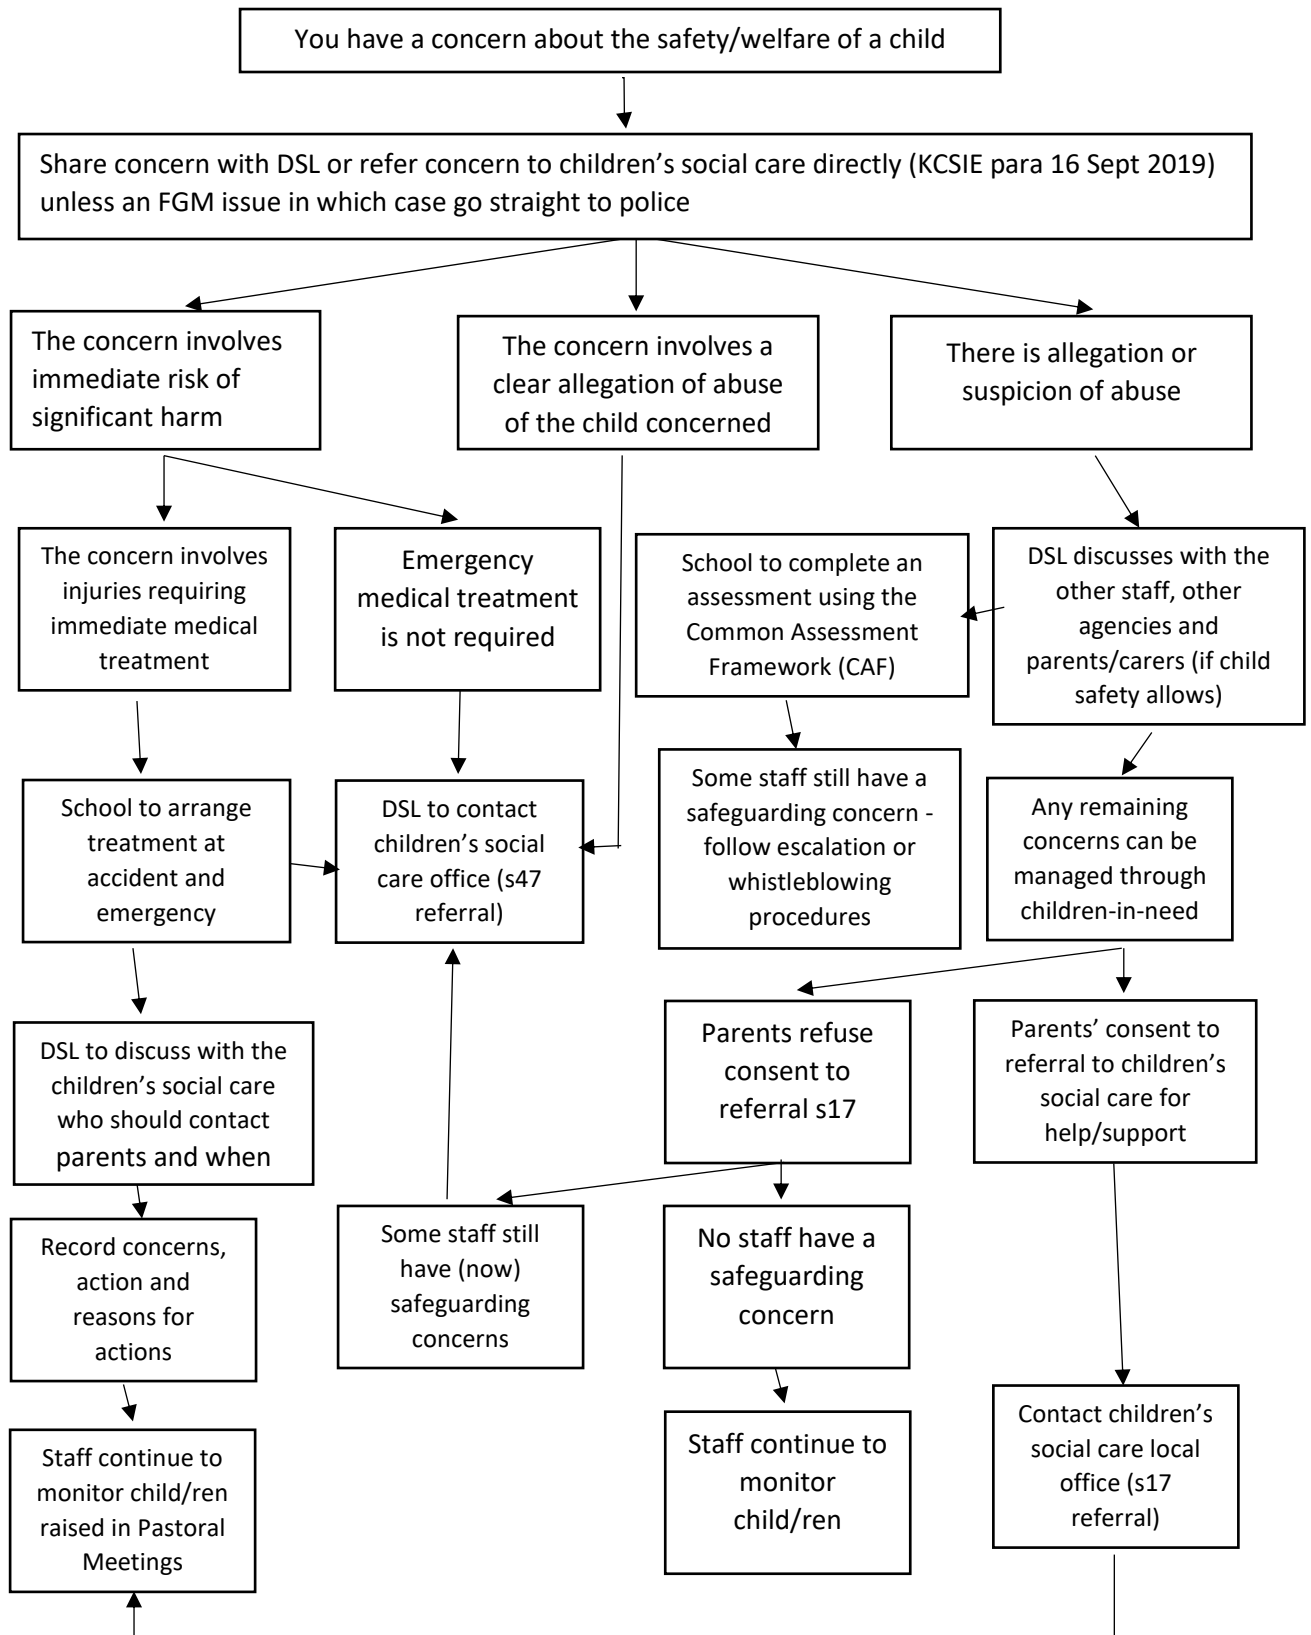 You have a concern about the safety/welfare of a child
Share concern with DSL or refer concern to children's social care directly (KCSIE para 16 Sept 2019)
unless an FGM issue in which case go straight to police
The concern involves
immediate risk of
significant harm
The concern involves a
clear allegation of abuse
of the child concerned
There is allegation or
suspicion of abuse
The concern involves
injuries requiring
immediate medical
treatment
Emergency
medical treatment
is not required
School to complete an
assessment using the
Common Assessment
Framework (CAF)
DSL discusses with the
other staff, other
agencies and
parents/carers (if child
safety allows)
School to arrange
treatment at
accident and
emergency
DSL to contact
children's social
care office (s47
referral)
Some staff still have a
safeguarding concern -
follow escalation or
whistleblowing
procedures
Any remaining
concerns can be
managed through
children-in-need
DSL to discuss with the
children's social care
who should contact
parents and when
Parents refuse
consent to
referral s17
Parents' consent to
referral to children's
social care for
help/support
Record concerns,
action and
reasons for
actions
Some staff still
have (now)
safeguarding
concerns
No staff have a
safeguarding
concern
Staff continue to
monitor child/ren
raised in Pastoral
Meetings
Staff continue to
monitor
child/ren
Contact children's
social care local
office (s17
referral)